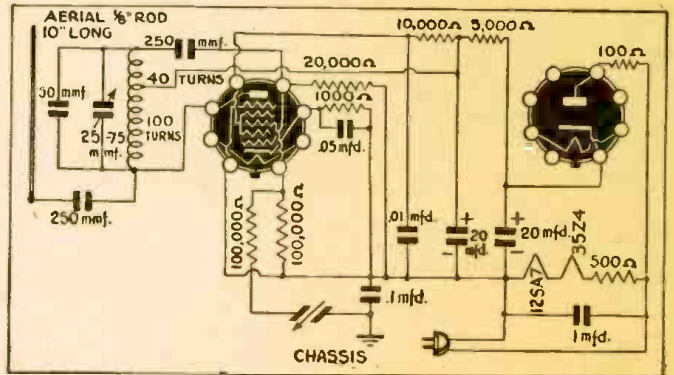 AERIAL ⅛" ROD
10" LONG
250 mmf.
10,000Ω
5,000Ω
100Ω
20,000Ω
40 TURNS
1000Ω
50 mmf
25-75
mmf.
100
TURNS
.05 mfd.
250 mmf.
100,000Ω
100,000Ω
.01 mfd.
+
20
mfd.
-
+
20 mfd.
-
12SA7
35Z4
500Ω
.1 mfd.
.1 mfd.
CHASSIS